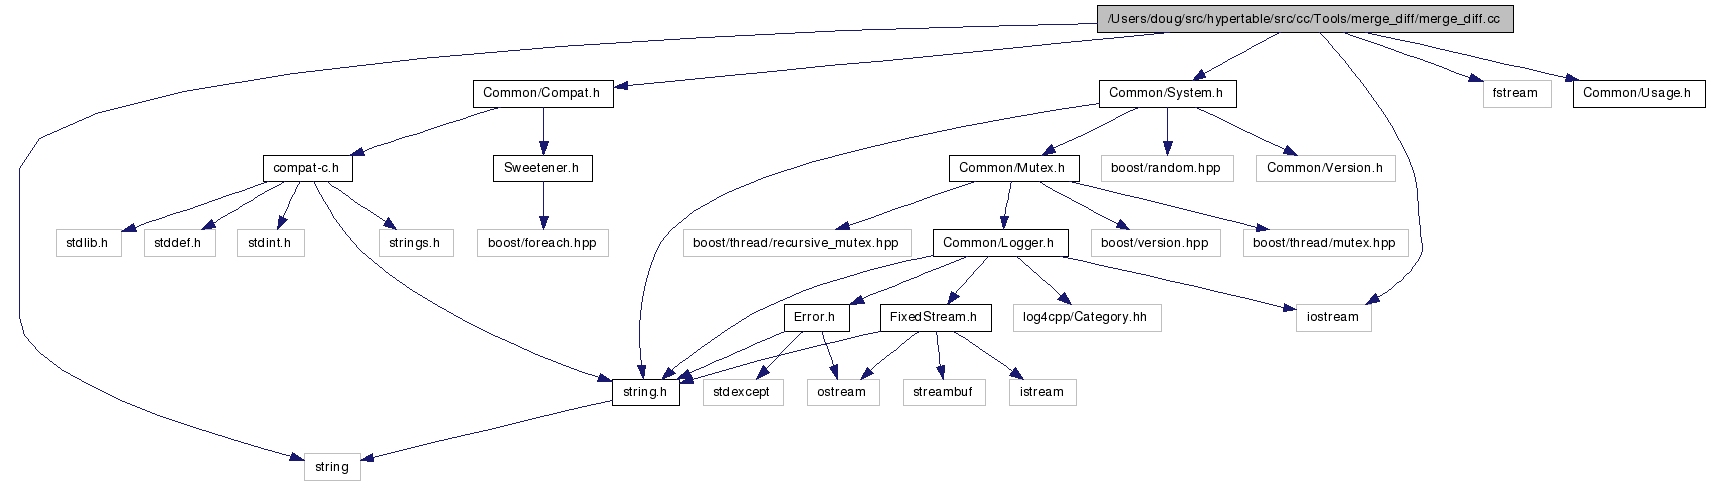 /Users/doug/src/hypertable/src/cc/Tools/merge_diff/merge_diff.cc
Common/Compat.h
Common/System.h
fstream
Common/Usage.h
compat-c.h
Sweetener.h
Common/Mutex.h
boost/random.hpp
Common/Version.h
stdlib.h
stddef.h
stdint.h
strings.h
boost/foreach.hpp
boost/thread/recursive_mutex.hpp
Common/Logger.h
boost/version.hpp
boost/thread/mutex.hpp
Error.h
FixedStream.h
log4cpp/Category.hh
iostream
string.h
stdexcept
ostream
streambuf
istream
string